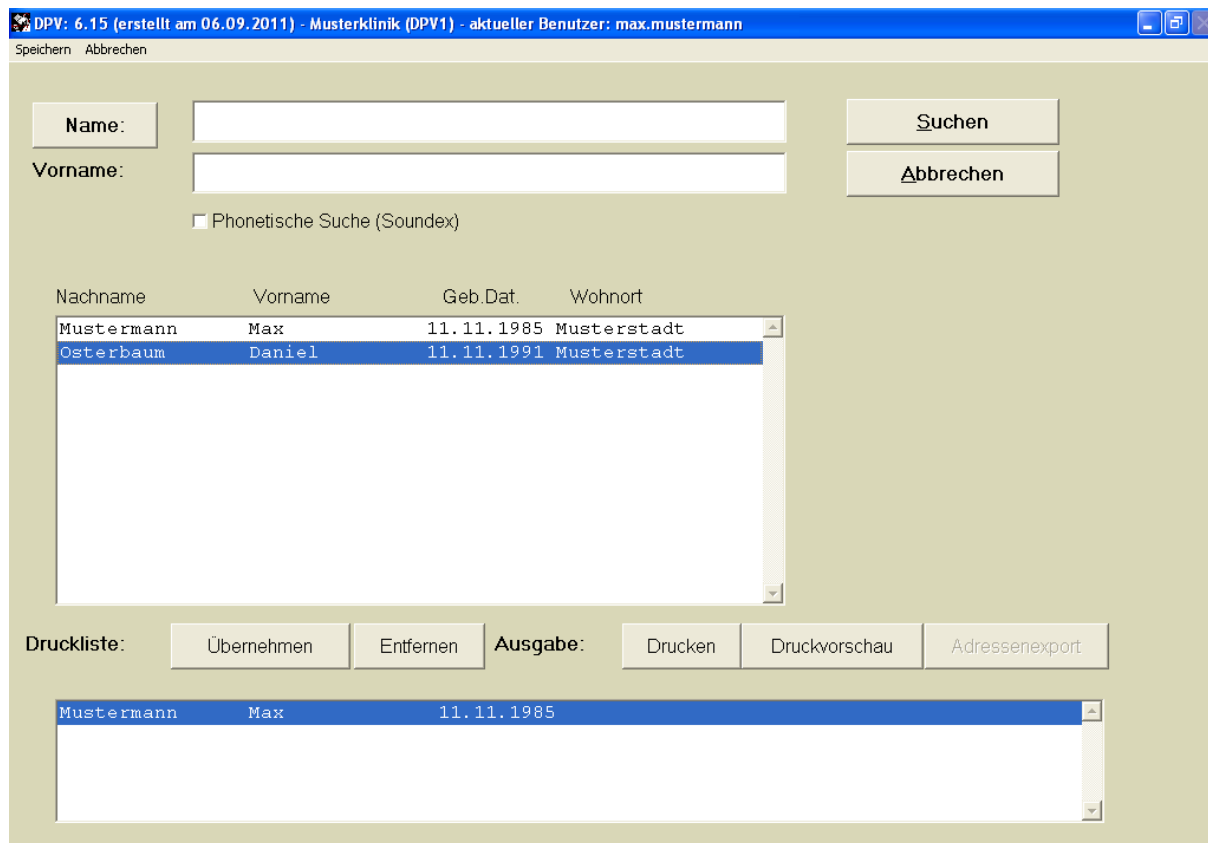 DPV: 6.15 (erstellt am 06.09.2011) - Musterklinik (DPV1) - aktueller Benutzer: max.mustermann
Speichern Abbrechen
Name: Suchen
Vorname: Abbrechen
Phonetische Suche (Soundex)
Nachname Vorname Geb.Dat. Wohnort
Mustermann Max 11.11.1985 Musterstadt
Osterbaum Daniel 11.11.1991 Musterstadt
Druckliste: Übernehmen Entfernen Ausgabe: Drucken Druckvorschau Adressenexport
Mustermann Max 11.11.1985